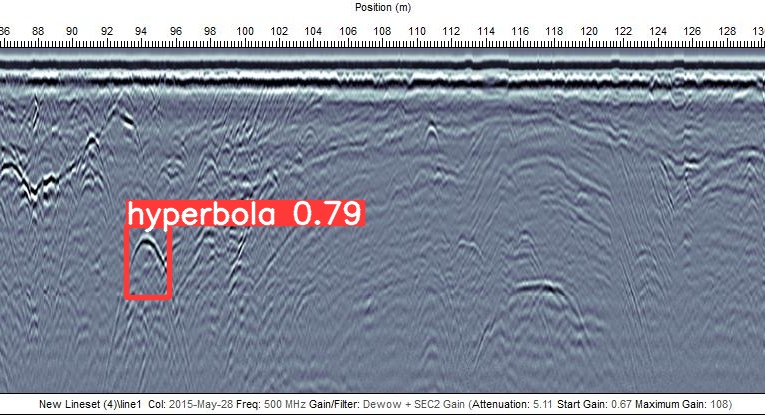 Position (m)
86 88 90 92 94 96 98 100 102 104 106 108 110 112 114 116 118 120 122 124 126 128 130
hyperbola 0.79
New Lineset (4)\line1 Col: 2015-May-28 Freq: 500 MHz Gain/Filter: Dewow + SEC2 Gain (Attenuation: 5.11 Start Gain: 0.67 Maximum Gain: 108)